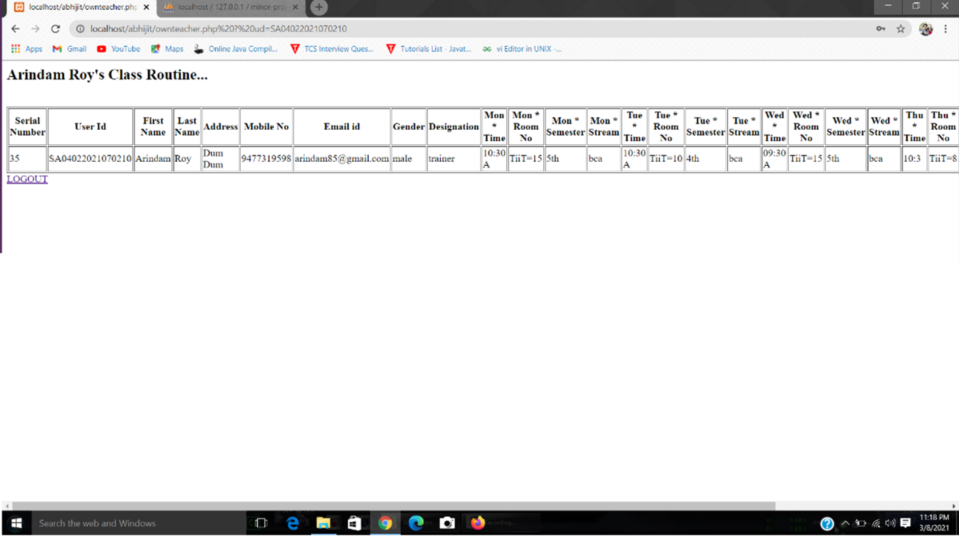 localhost/abhijit/ownteacher.php
localhost / 127.0.0.1 / minor-pro
localhost/abhijit/ownteacher.php%20?%20ud=SA04022021070210
Apps Gmail YouTube Maps Online Java Compil... TCS Interview Ques... Tutorials List - Javat... vi Editor in UNIX -...
Arindam Roy's Class Routine...
Serial Number User Id First Name Last Name Address Mobile No Email id Gender Designation Mon * Time Mon * Room No Mon * Semester Mon * Stream Tue * Time Tue * Room No Tue * Semester Tue * Stream Wed * Time Wed * Room No Wed * Semester Wed * Stream Thu * Time Thu * Room No
35 SA04022021070210 Arindam Roy Dum Dum 9477319598 arindam85@gmail.com male trainer 10:30 A TiiT=15 5th bca 10:30 A TiiT=10 4th bca 09:30 A TiiT=15 5th bca 10:3 TiiT=8
LOGOUT
Search the web and Windows
11:18 PM
3/8/2021